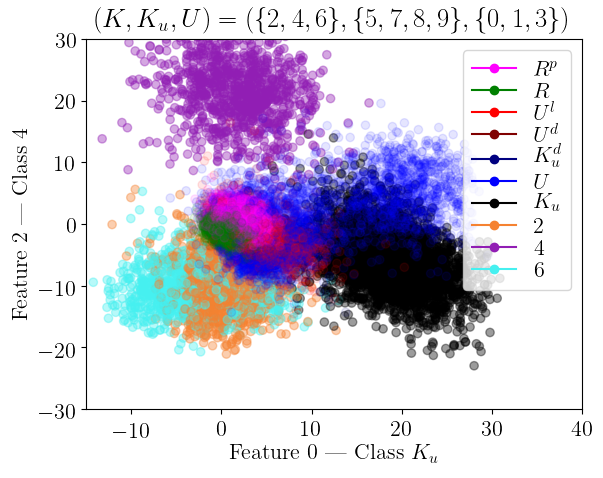 (K, K_u, U) = ({2, 4, 6}, {5, 7, 8, 9}, {0, 1, 3})
30
20
10
0
−10
−20
−30
Feature 2 — Class 4
R^p
R
U^l
U^d
K_u^d
U
K_u
2
4
6
−10
0
10
20
30
40
Feature 0 — Class K_u